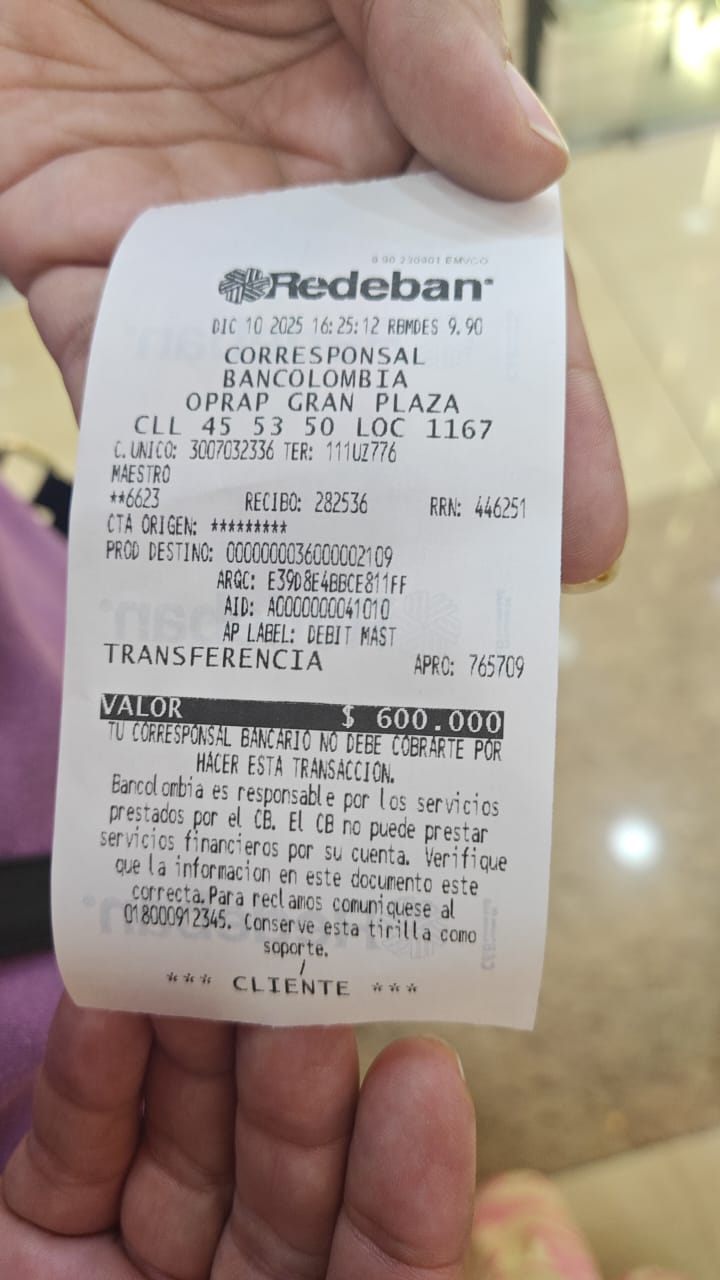 9.90 230901 EMVCO
Redeban
DIC 10 2025 16:25:12 RBMDES 9.90
CORRESPONSAL
BANCOLOMBIA
OPRAP GRAN PLAZA
CLL 45 53 50 LOC 1167
C.UNICO: 3007032336 TER: 111UZ776
MAESTRO
**6623 RECIBO: 282536 RRN: 446251
CTA ORIGEN: *********
PROD DESTINO: 0000000036000002109
ARQC: E39D8E4BBCE811FF
AID: A0000000041010
AP LABEL: DEBIT MAST
TRANSFERENCIA APRO: 765709
VALOR $ 600.000
TU CORRESPONSAL BANCARIO NO DEBE COBRARTE POR
HACER ESTA TRANSACCION.
Bancolombia es responsable por los servicios
prestados por el CB. El CB no puede prestar
servicios financieros por su cuenta. Verifique
que la informacion en este documento este
correcta.Para reclamos comuniquese al
018000912345. Conserve esta tirilla como
soporte.
/
*** CLIENTE ***